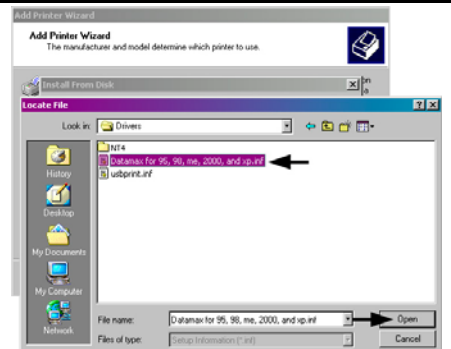 Add Printer Wizard
Add Printer Wizard
The manufacturer and model determine which printer to use.
Install From Disk
Locate File
Look in: Drivers
NT4
Datamax for 95, 98, me, 2000, and xp.inf
usbprint.inf
History
Desktop
My Documents
My Computer
Network
File name: Datamax for 95, 98, me, 2000, and xp.inf Open
Files of type: Setup Information (*.inf) Cancel